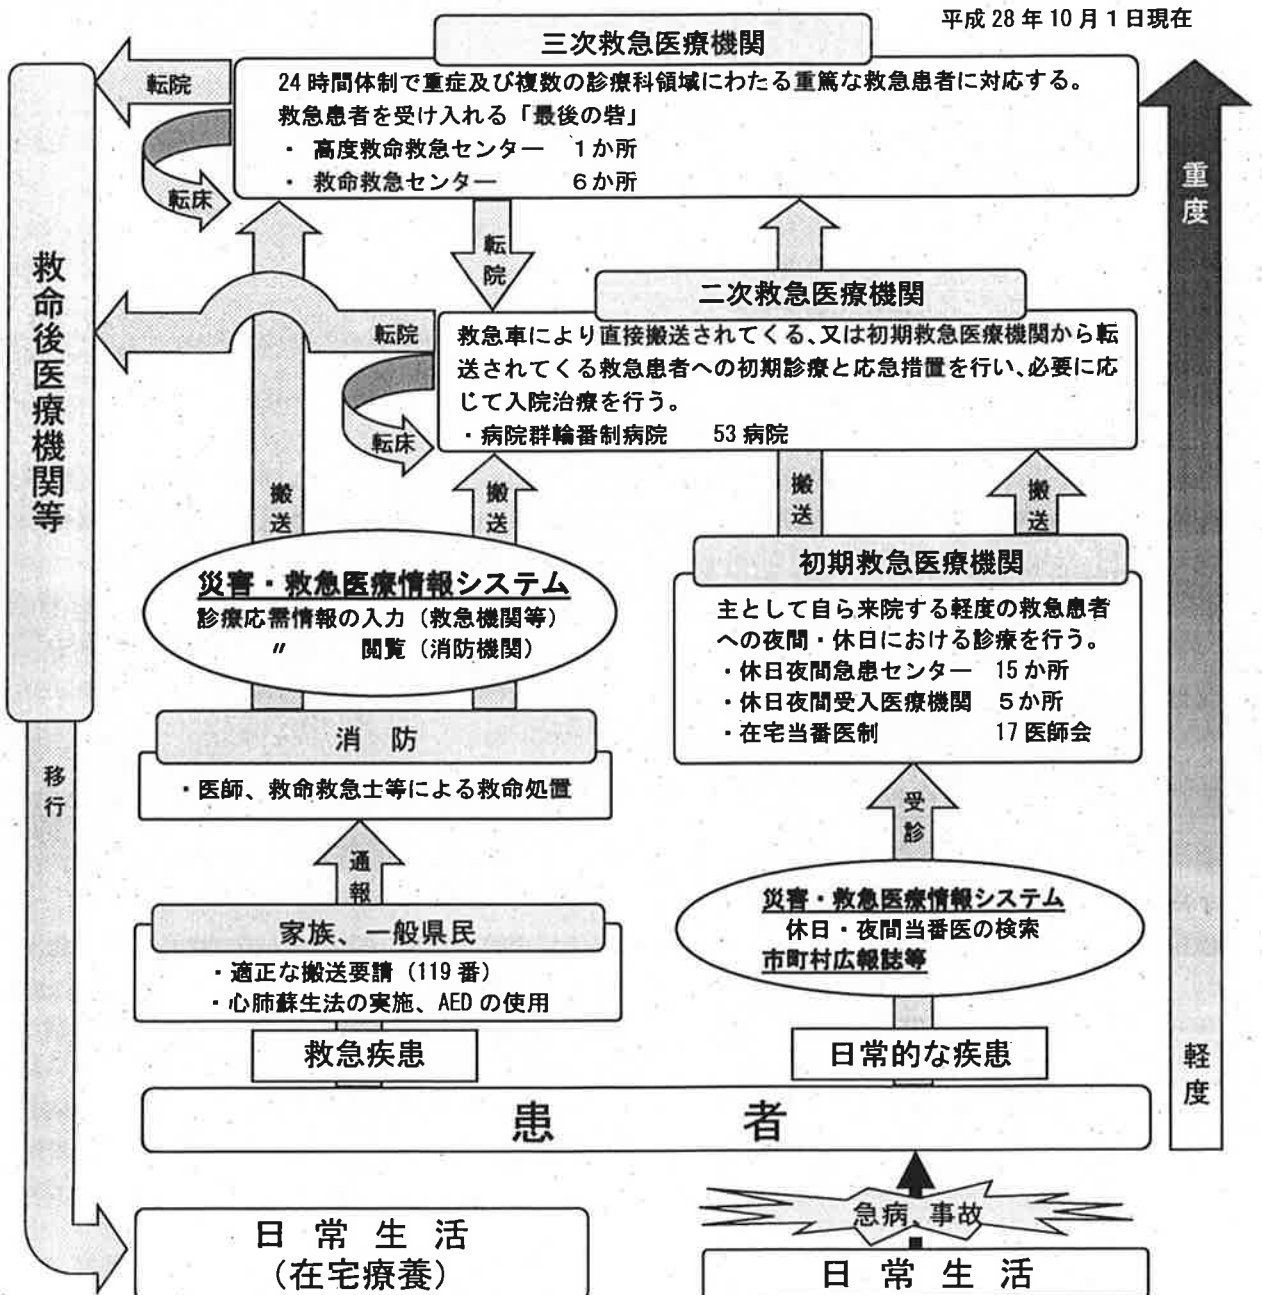 平成28年10月1日現在
三次救急医療機関
24時間体制で重症及び複数の診療科領域にわたる重篤な救急患者に対応する。
救急患者を受け入れる「最後の砦」
・ 高度救命救急センター 1か所
・ 救命救急センター 6か所
転院
転床
重度
救命後医療機関等
転院
二次救急医療機関
救急車により直接搬送されてくる、又は初期救急医療機関から転
送されてくる救急患者への初期診療と応急措置を行い、必要に応
じて入院治療を行う。
・病院群輪番制病院 53病院
転院
転床
搬送
搬送
搬送
搬送
災害・救急医療情報システム
診療応需情報の入力（救急機関等）
〃 閲覧（消防機関）
初期救急医療機関
主として自ら来院する軽度の救急患者
への夜間・休日における診療を行う。
・休日夜間急患センター 15か所
・休日夜間受入医療機関 5か所
・在宅当番医制 17医師会
消 防
・医師、救命救急士等による救命処置
移行
通報
受診
家族、一般県民
・適正な搬送要請（119番）
・心肺蘇生法の実施、AEDの使用
災害・救急医療情報システム
休日・夜間当番医の検索
市町村広報誌等
救急疾患
日常的な疾患
軽度
患 者
急病、事故
日 常 生 活
（在宅療養）
日 常 生 活